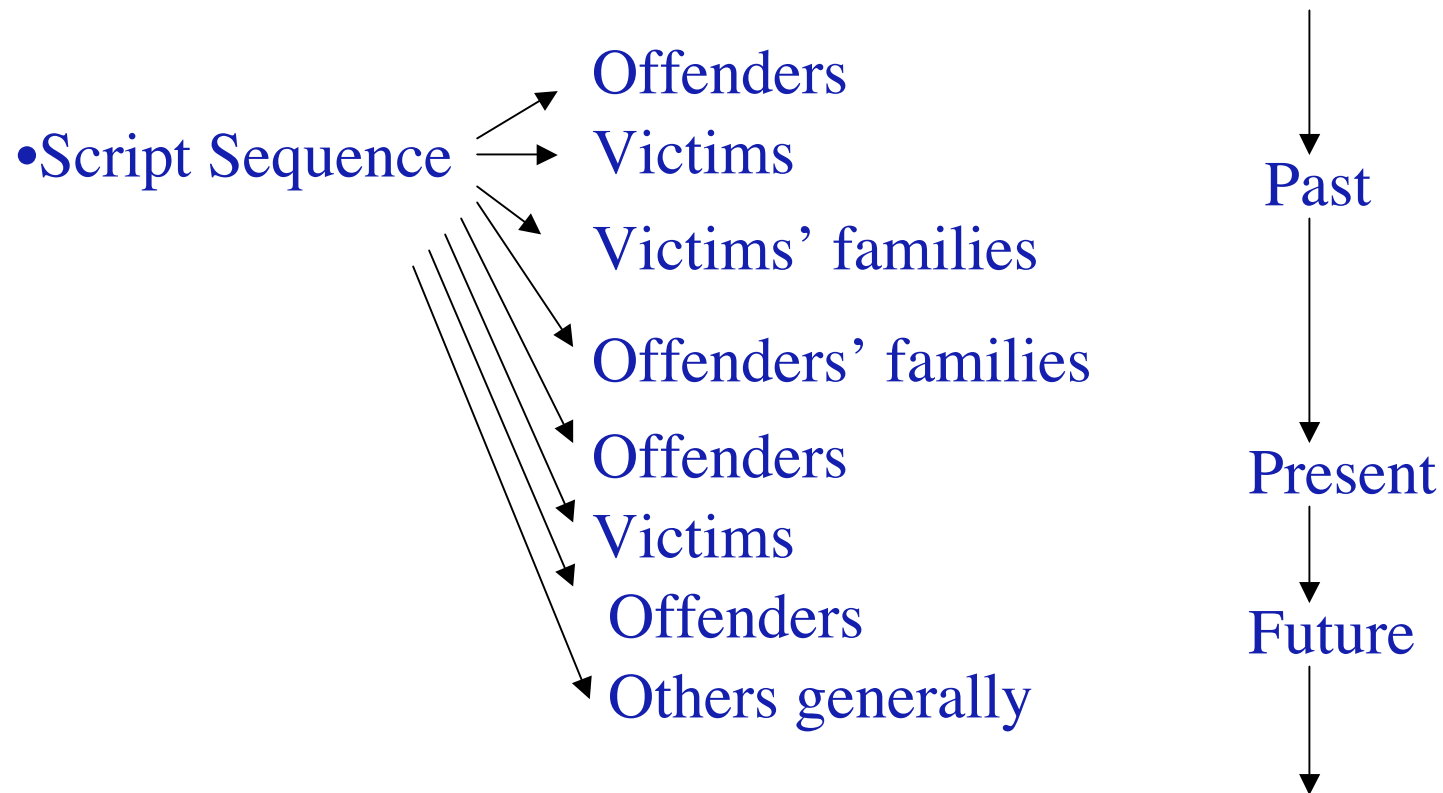 •Script Sequence
Offenders
Victims
Victims’ families
Offenders’ families
Offenders
Victims
Offenders
Others generally
Past
Present
Future